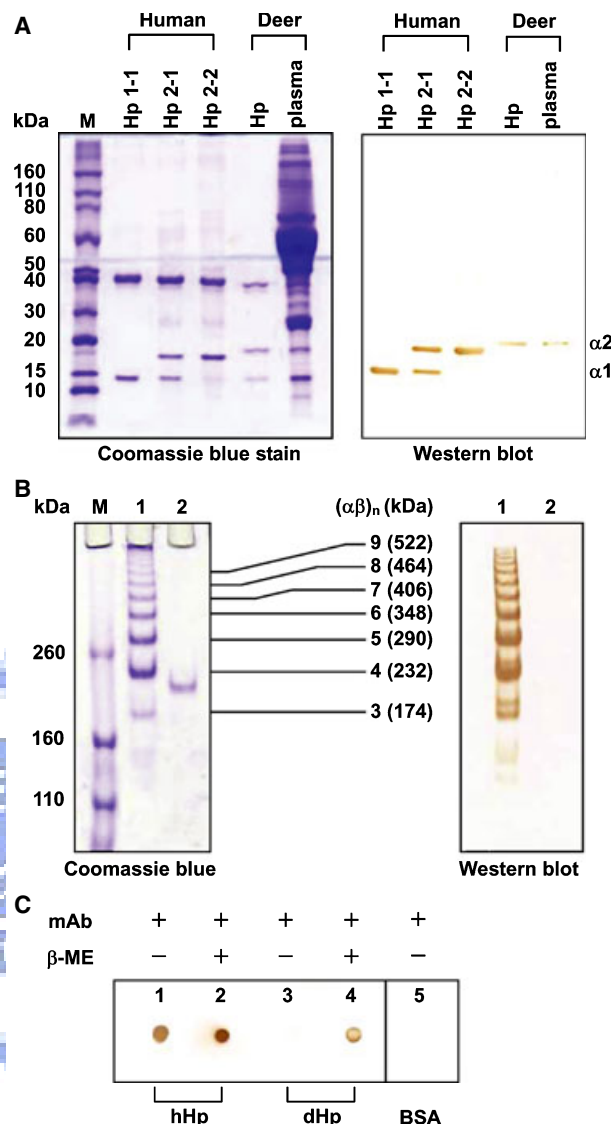 A
Human Deer Human Deer
kDa M Hp 1-1 Hp 2-1 Hp 2-2 Hp plasma Hp 1-1 Hp 2-1 Hp 2-2 Hp plasma
160
110
80
60
50
40
30
20
15
10
α2
α1
Coomassie blue stain Western blot
B
kDa M 1 2 (αβ)n (kDa) 1 2
9 (522)
8 (464)
7 (406)
6 (348)
5 (290)
4 (232)
3 (174)
260
160
110
Coomassie blue Western blot
C
mAb + + + + +
β-ME − + − + −
1 2 3 4 5
hHp dHp BSA